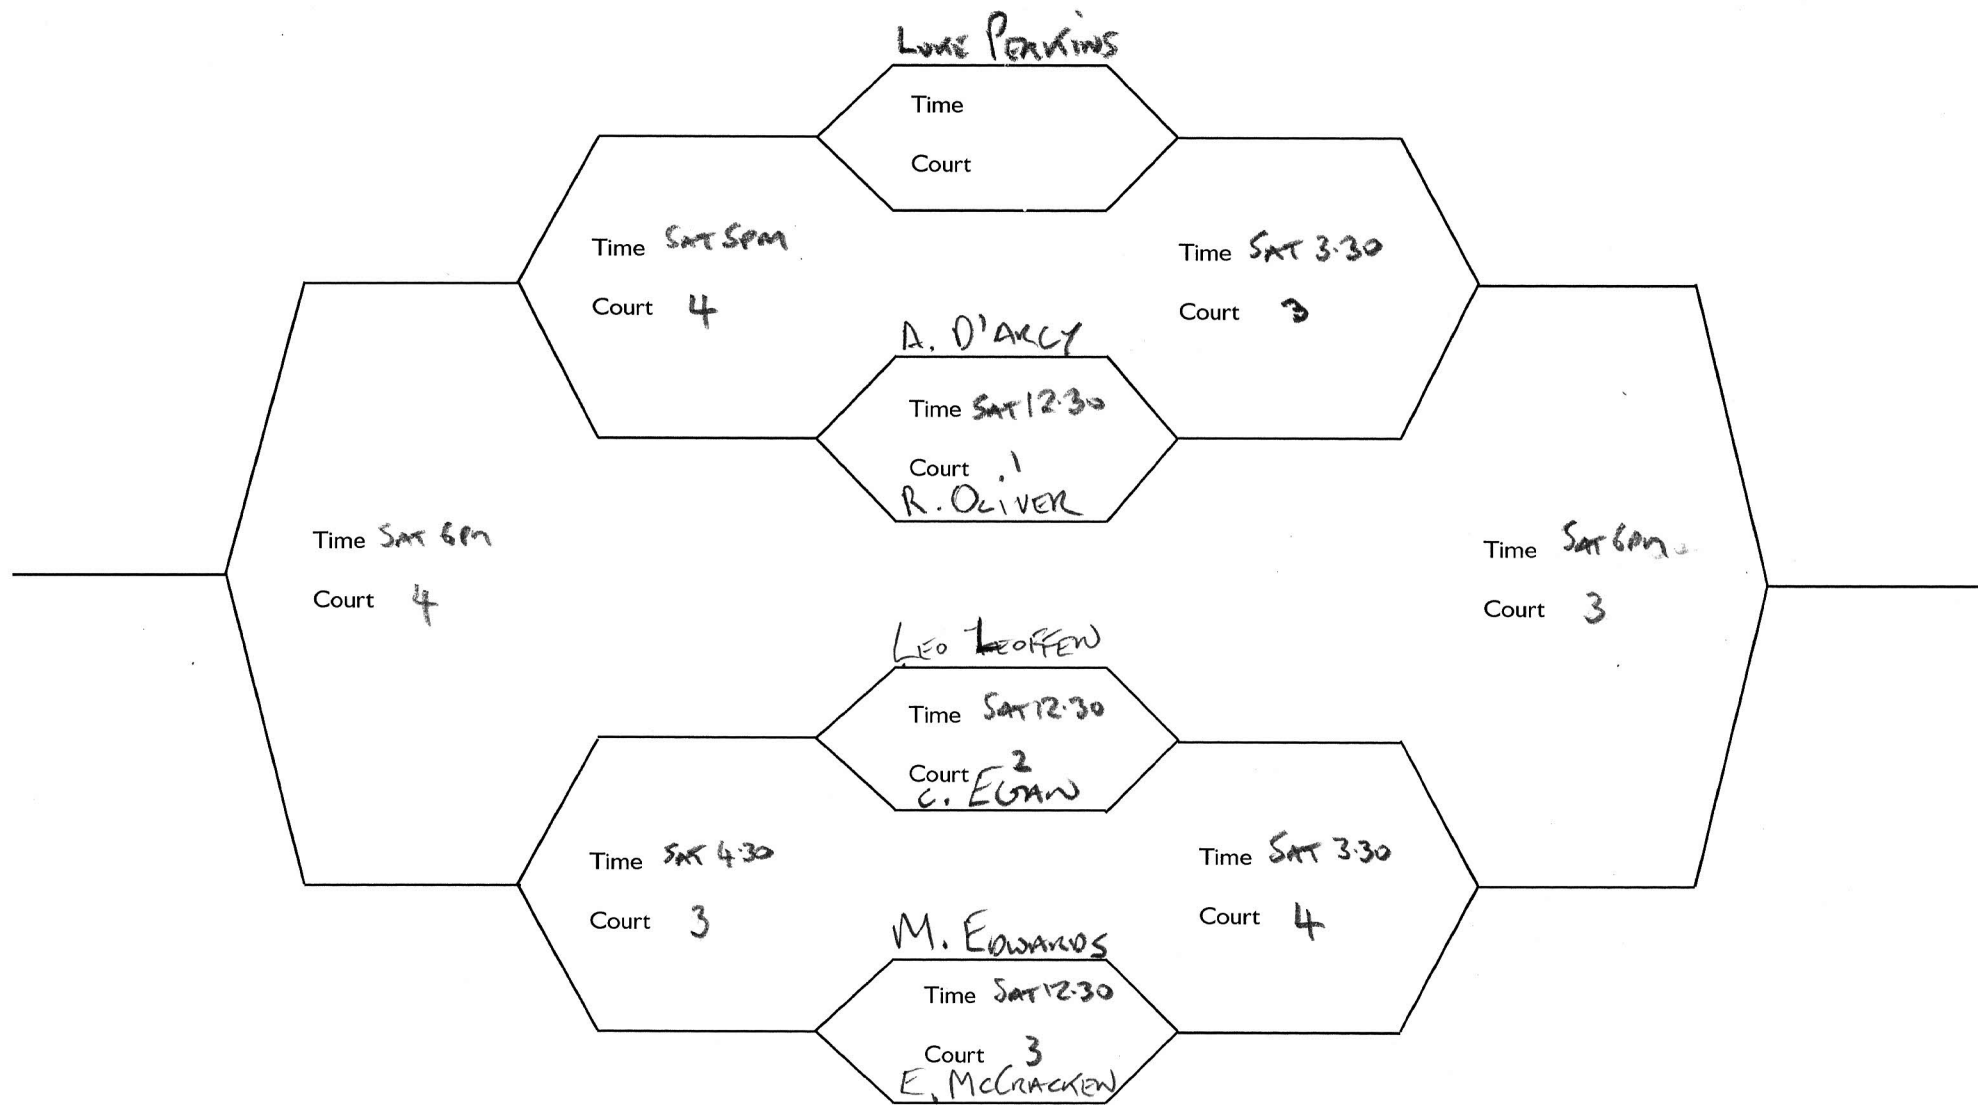 LUKE PERKINS
Time
Court
Time SAT 5PM
Court 4
Time SAT 3.30
Court 3
A. D'ARCY
Time SAT 12.30
Court 1
R. OLIVER
Time SAT 6PM
Court 4
Time SAT 6PM
Court 3
LEO LEOFFEN
Time SAT 12.30
Court 2
C. EGAN
Time SAT 4.30
Court 3
Time SAT 3.30
Court 4
M. EDWARDS
Time SAT 12.30
Court 3
E. MCCRACKEN